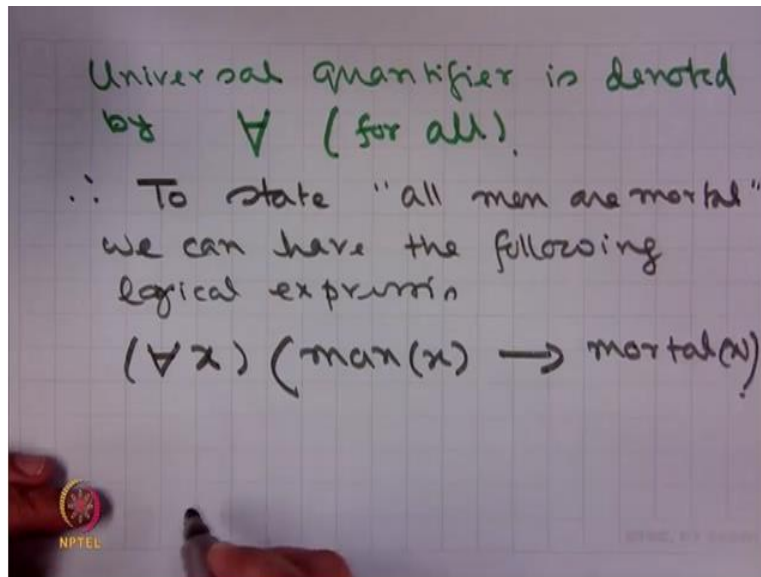 Universal quantifier is denoted
by ∀ (for all).
∴ To state "all men are mortal"
we can have the following
logical expression
(∀x) (man(x) → mortal(x)
NPTEL